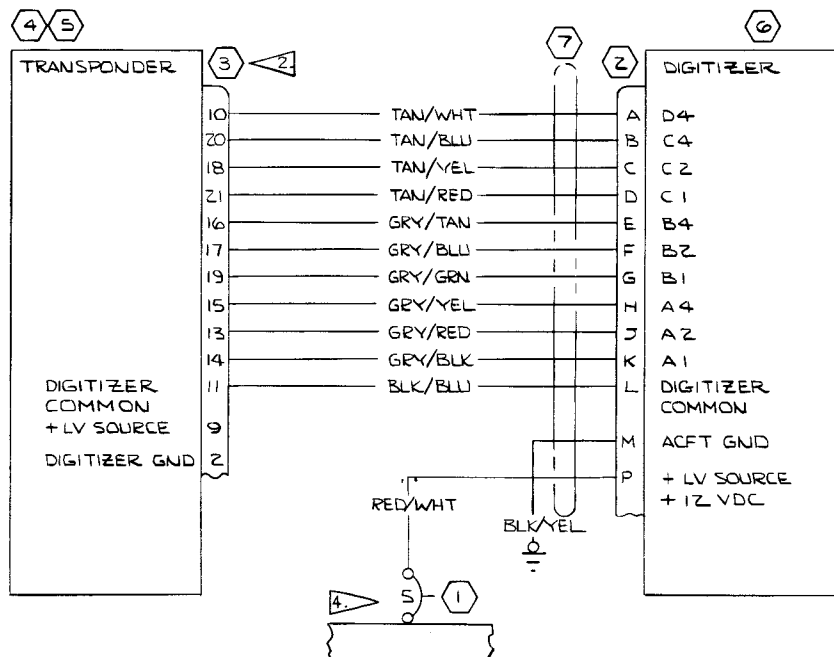 4 5 7 2 6
TRANSPONDER 3 2. DIGITIZER
10 TAN/WHT A D4
20 TAN/BLU B C4
18 TAN/YEL C C2
21 TAN/RED D C1
16 GRY/TAN E B4
17 GRY/BLU F B2
19 GRY/GRN G B1
15 GRY/YEL H A4
13 GRY/RED J A2
14 GRY/BLK K A1
DIGITIZER 11 BLK/BLU L DIGITIZER
COMMON COMMON
+LV SOURCE 9
M ACFT GND
DIGITIZER GND 2
P +LV SOURCE
RED/WHT +12 VDC
BLK/YEL
4. 5 1